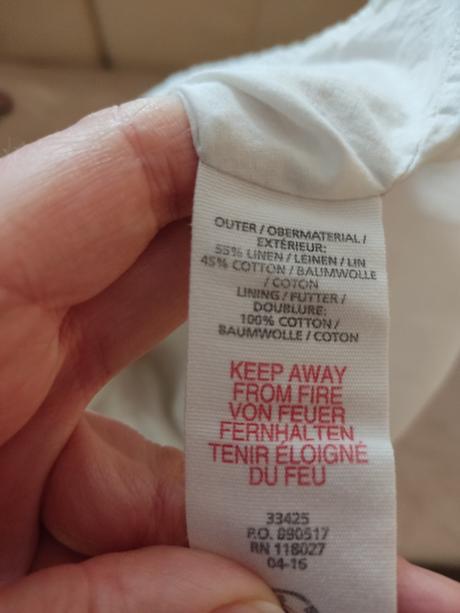 OUTER / OBERMATERIAL /
EXTÉRIEUR:
55% LINEN / LEINEN / LIN
45% COTTON / BAUMWOLLE
/ COTON
LINING / FUTTER /
DOUBLURE:
100% COTTON /
BAUMWOLLE / COTON
KEEP AWAY
FROM FIRE
VON FEUER
FERNHALTEN
TENIR ÉLOIGNÉ
DU FEU
33425
P.O. 890517
RN 118027
04-16